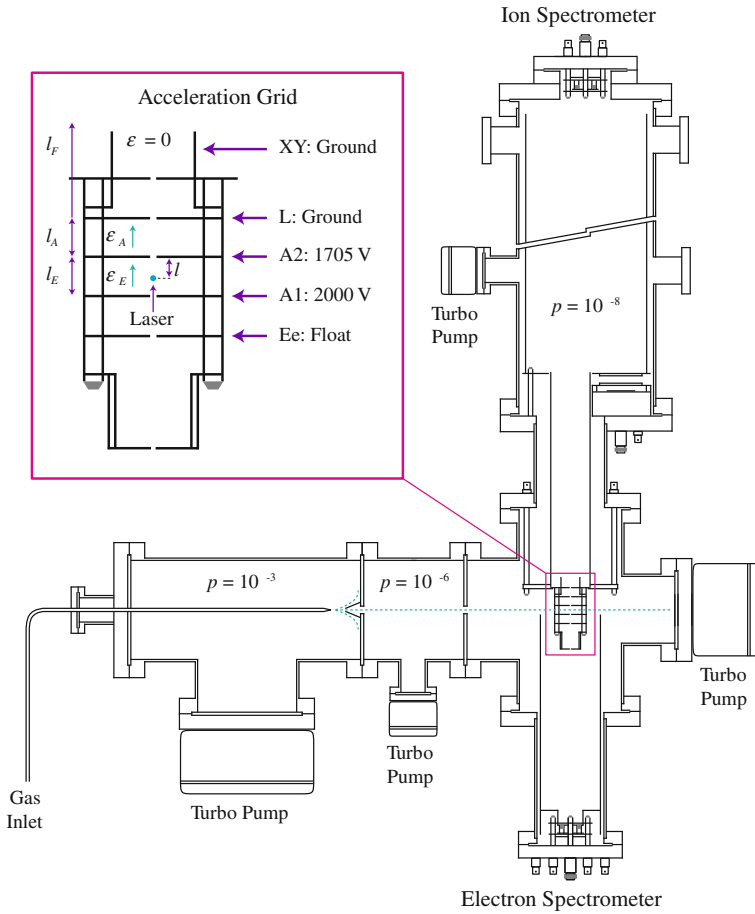 Ion Spectrometer
Acceleration Grid
l_F
ε = 0
XY: Ground
L: Ground
l_A
ε_A
A2: 1705 V
l_E
ε_E
l
A1: 2000 V
Laser
Ee: Float
Turbo
Pump
p = 10 -8
p = 10 -3
p = 10 -6
Turbo
Pump
Turbo
Pump
Turbo Pump
Gas
Inlet
Electron Spectrometer